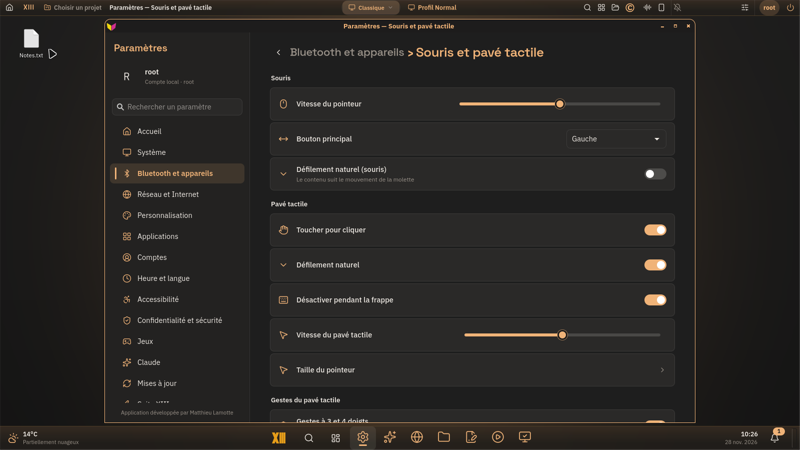 XIII
Choisir un projet
Paramètres — Souris et pavé tactile
Classique
Profil Normal
root
Notes.txt
Paramètres — Souris et pavé tactile
Paramètres
R
root
Compte local · root
Rechercher un paramètre
Accueil
Système
Bluetooth et appareils
Réseau et Internet
Personnalisation
Applications
Comptes
Heure et langue
Accessibilité
Confidentialité et sécurité
Jeux
Claude
Mises à jour
Application développée par Matthieu Lamotte
Bluetooth et appareils > Souris et pavé tactile
Souris
Vitesse du pointeur
Bouton principal
Gauche
Défilement naturel (souris)
Le contenu suit le mouvement de la molette
Pavé tactile
Toucher pour cliquer
Défilement naturel
Désactiver pendant la frappe
Vitesse du pavé tactile
Taille du pointeur
Gestes du pavé tactile
Gestes à 3 et 4 doigts
14°C
Partiellement nuageux
XIII
10:26
28 nov. 2026
1